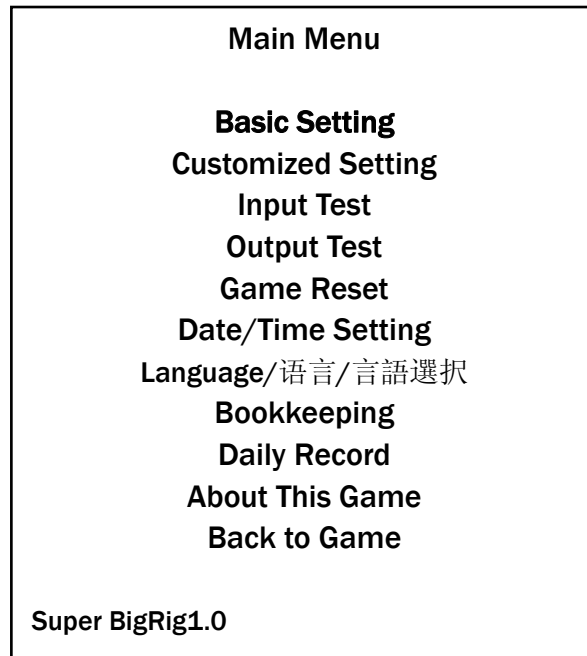 Main Menu
Basic Setting
Customized Setting
Input Test
Output Test
Game Reset
Date/Time Setting
Language/语言/言語選択
Bookkeeping
Daily Record
About This Game
Back to Game
Super BigRig1.0